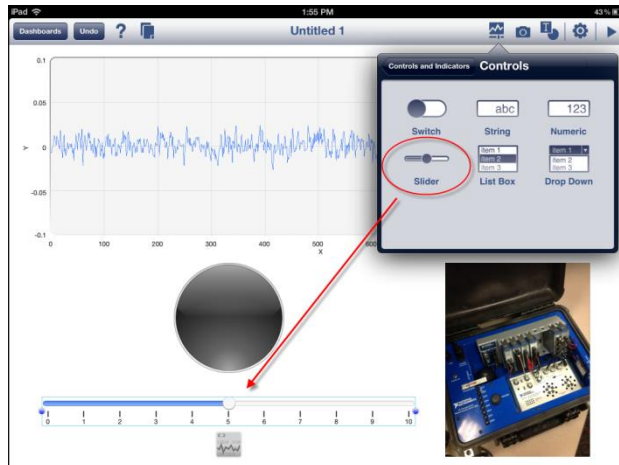 iPad 1:55 PM 43%
Dashboards Undo ? Untitled 1
Controls and Indicators Controls
abc 123
Switch String Numeric
item 1 item 1
item 2 item 2
item 3 item 3
Slider List Box Drop Down
0.1
0.05
Y 0
-0.05
-0.1
0 100 200 300 400 500 600
X
0 1 2 3 4 5 6 7 8 9 10